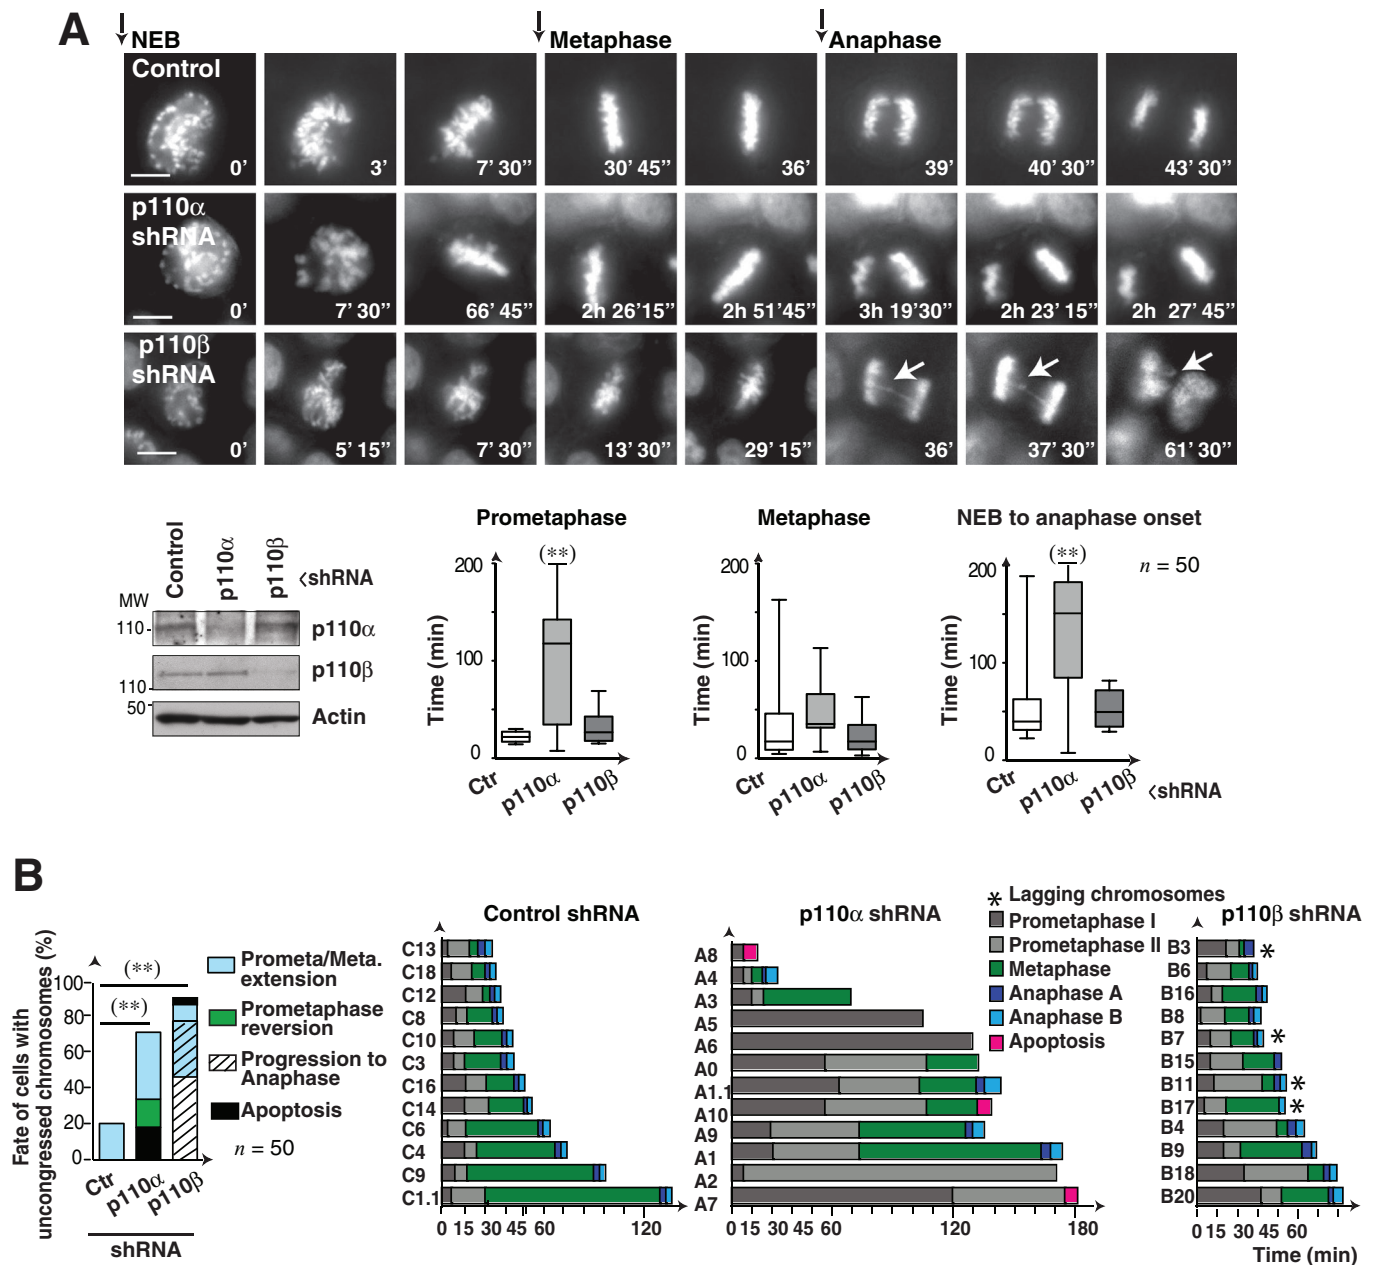 A
NEB
Metaphase
Anaphase
Control
0’
3’
7’ 30”
30’ 45”
36’
39’
40’ 30”
43’ 30”
p110α
shRNA
0’
7’ 30”
66’ 45”
2h 26’15”
2h 51’45”
3h 19’30”
2h 23’ 15”
2h 27’ 45”
p110β
shRNA
0’
5’ 15”
7’ 30”
13’ 30”
29’ 15”
36’
37’ 30”
61’ 30”
Control
p110α
p110β
<shRNA
MW
110-
p110α
110
p110β
50
Actin
Prometaphase
(**)
Time (min)
200
100
0
Ctr
p110α
p110β
Metaphase
Time (min)
200
100
0
Ctr
p110α
p110β
NEB to anaphase onset
(**)
n = 50
Time (min)
200
100
0
Ctr
p110α
p110β
<shRNA
B
Fate of cells with
uncongressed chromosomes (%)
(**)
(**)
100
80
60
40
20
0
Ctr
p110α
p110β
shRNA
Prometa/Meta.
extension
Prometaphase
reversion
Progression to
Anaphase
Apoptosis
n = 50
Control shRNA
C13
C18
C12
C8
C10
C3
C16
C14
C6
C4
C9
C1.1
0 15 30 45 60 120
p110α shRNA
A8
A4
A3
A5
A6
A0
A1.1
A10
A9
A1
A2
A7
0 15 30 45 60 120 180
* Lagging chromosomes
Prometaphase I
Prometaphase II
Metaphase
Anaphase A
Anaphase B
Apoptosis
p110β shRNA
B3 *
B6
B16
B8
B7 *
B15
B11 *
B17 *
B4
B9
B18
B20
0 15 30 45 60
Time (min)